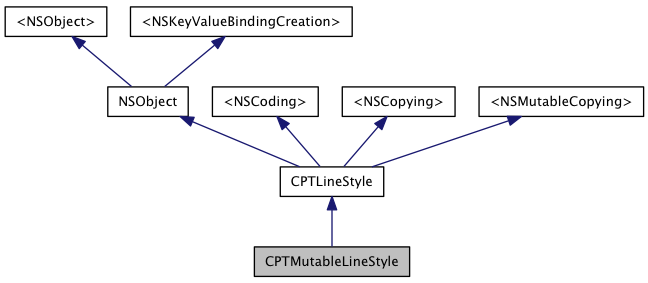 <NSObject>
<NSKeyValueBindingCreation>
NSObject
<NSCoding>
<NSCopying>
<NSMutableCopying>
CPTLineStyle
CPTMutableLineStyle